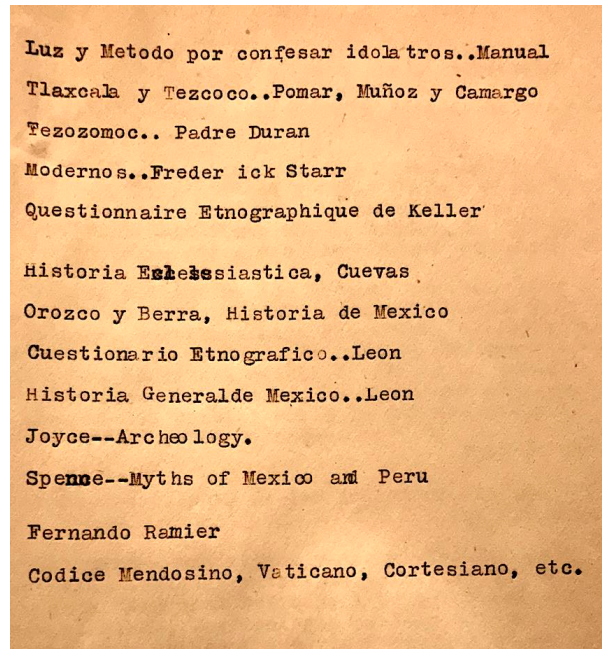 Luz y Metodo por confesar idolatros..Manual
Tlaxcala y Tezcoco..Pomar, Muñoz y Camargo
Tezozomoc.. Padre Duran
Modernos..Freder ick Starr
Questionnaire Etnographique de Keller
Historia Eclesiastica, Cuevas
Orozco y Berra, Historia de Mexico
Cuestionario Etnografico..Leon
Historia Generalde Mexico..Leon
Joyce--Archeology.
Spence--Myths of Mexico and Peru
Fernando Ramier
Codice Mendosino, Vaticano, Cortesiano, etc.